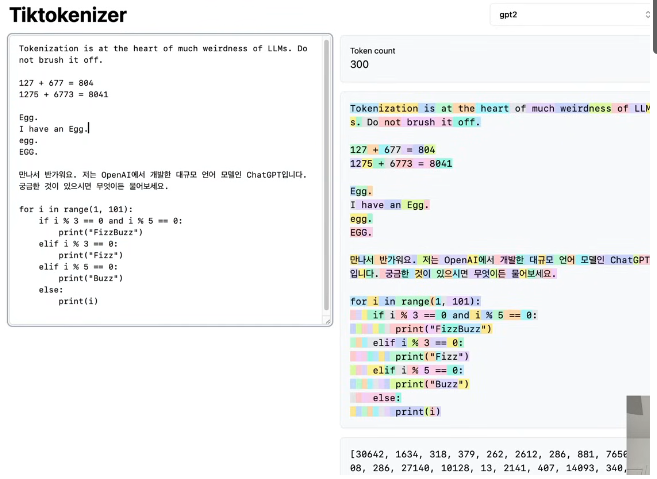 Tiktokenizer
gpt2
Tokenization is at the heart of much weirdness of LLMs. Do
not brush it off.
127 + 677 = 804
1275 + 6773 = 8041
Egg.
I have an Egg.
egg.
EGG.
만나서 반가워요. 저는 OpenAI에서 개발한 대규모 언어 모델인 ChatGPT입니다.
궁금한 것이 있으시면 무엇이든 물어보세요.
for i in range(1, 101):
    if i % 3 == 0 and i % 5 == 0:
        print("FizzBuzz")
    elif i % 3 == 0:
        print("Fizz")
    elif i % 5 == 0:
        print("Buzz")
    else:
        print(i)
Token count
300
Tokenization is at the heart of much weirdness of LLM
s. Do not brush it off.
127 + 677 = 804
1275 + 6773 = 8041
Egg.
I have an Egg.
egg.
EGG.
만나서 반가워요. 저는 OpenAI에서 개발한 대규모 언어 모델인 ChatGPT
입니다. 궁금한 것이 있으시면 무엇이든 물어보세요.
for i in range(1, 101):
    if i % 3 == 0 and i % 5 == 0:
        print("FizzBuzz")
    elif i % 3 == 0:
        print("Fizz")
    elif i % 5 == 0:
        print("Buzz")
    else:
        print(i)
[30642, 1634, 318, 379, 262, 2612, 286, 881, 7650
08, 286, 27140, 10128, 13, 2141, 407, 14093, 340,